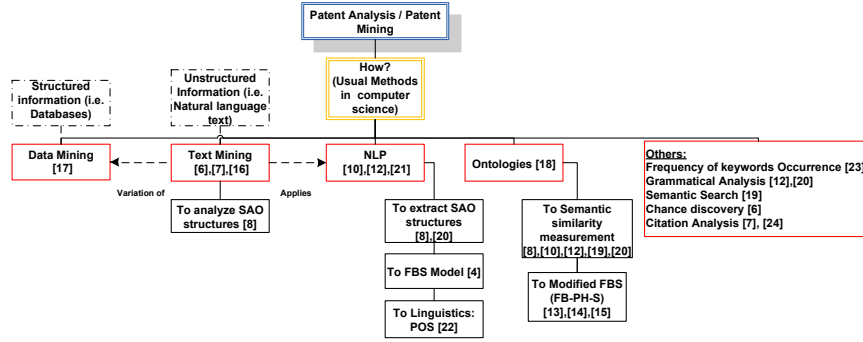 Patent Analysis / Patent
Mining
How?
(Usual Methods
in computer
science)
Structured
information (i.e.
Databases)
Unstructured
Information (i.e.
Natural language
text)
Data Mining
[17]
Text Mining
[6],[7],[16]
NLP
[10],[12],[21]
Ontologies [18]
Others:
Frequency of keywords Occurrence [23]
Grammatical Analysis [12],[20]
Semantic Search [19]
Chance discovery [6]
Citation Analysis [7], [24]
Variation of
Applies
To analyze SAO
structures [8]
To extract SAO
structures
[8],[20]
To FBS Model [4]
To Linguistics:
POS [22]
To Semantic
similarity
measurement
[8],[10],[12],[19],[20]
To Modified FBS
(FB-PH-S)
[13],[14],[15]